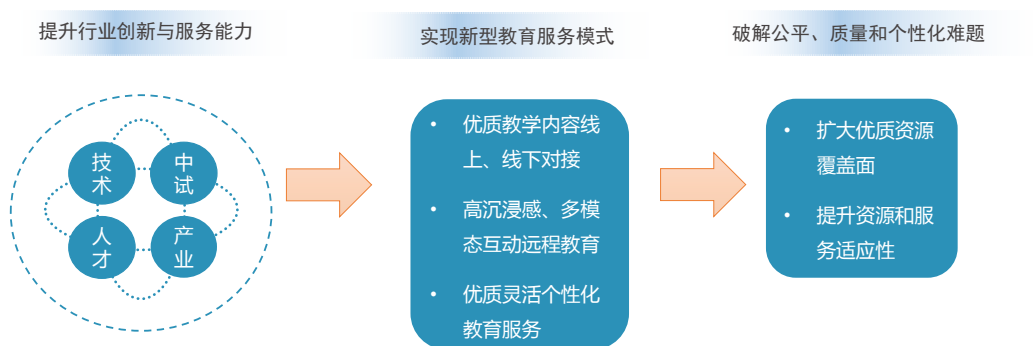 提升行业创新与服务能力
技术
中试
人才
产业
实现新型教育服务模式
• 优质教学内容线
上、线下对接
• 高沉浸感、多模
态互动远程教育
• 优质灵活个性化
教育服务
破解公平、质量和个性化难题
• 扩大优质资源
覆盖面
• 提升资源和服
务适应性